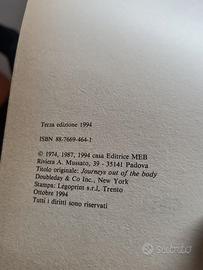 Terza edizione 1994
ISBN 88-7669-464-1
© 1974, 1987, 1994 casa Editrice MEB
Riviera A. Mussato, 39 - 35141 Padova
Titolo originale: Journeys out of the body
Doubleday & Co Inc., New York
Stampa: Legoprim s.r.l, Trento
Ottobre 1994
Tutti i diritti sono riservati
subito